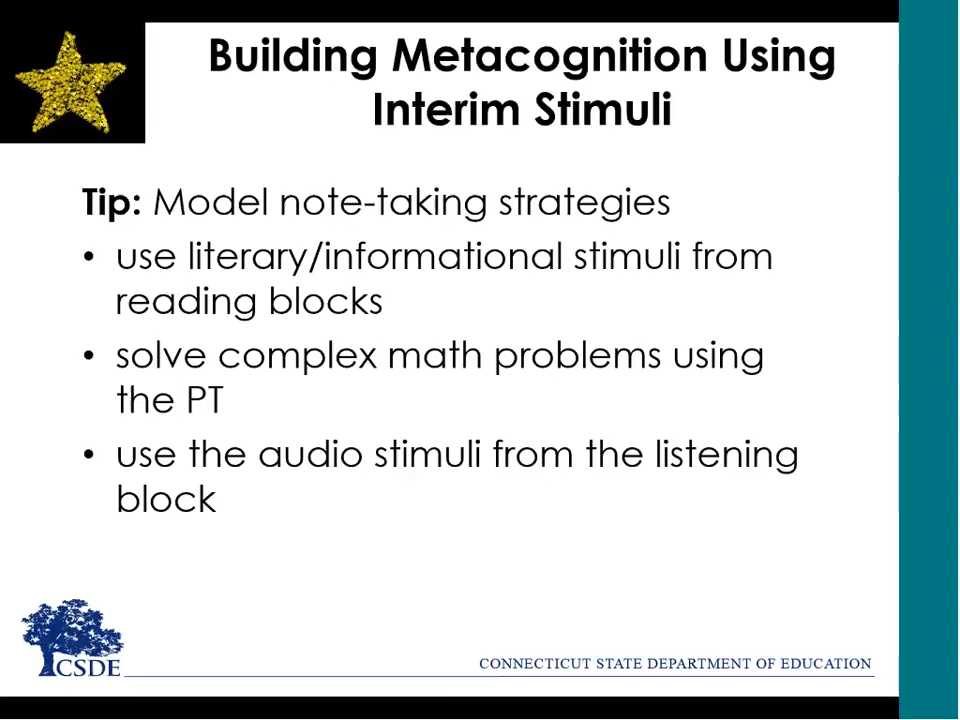 Building Metacognition Using
Interim Stimuli
Tip: Model note-taking strategies
• use literary/informational stimuli from
reading blocks
• solve complex math problems using
the PT
• use the audio stimuli from the listening
block
CSDE
CONNECTICUT STATE DEPARTMENT OF EDUCATION